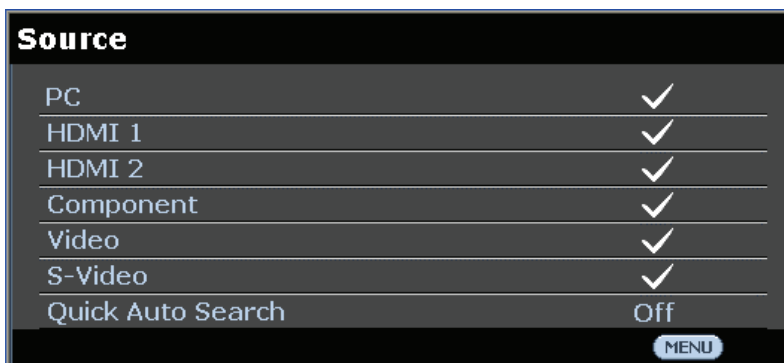 Source
PC
HDMI 1
HDMI 2
Component
Video
S-Video
Quick Auto Search Off
MENU